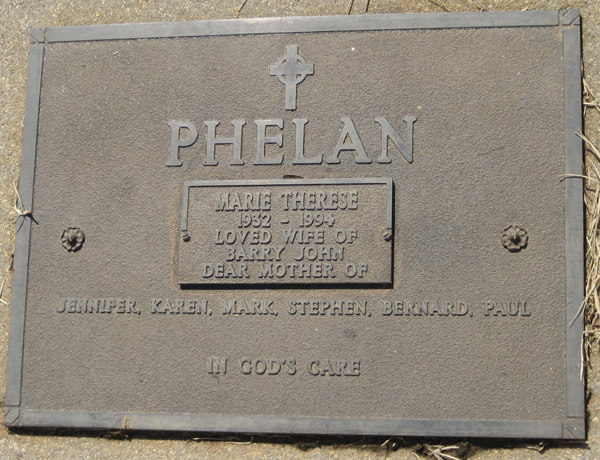 PHELAN
MARIE THERESE
1932 - 1994
LOVED WIFE OF
BARRY JOHN
DEAR MOTHER OF
JENNIFER, KAREN, MARK, STEPHEN, BERNARD, PAUL
IN GOD'S CARE